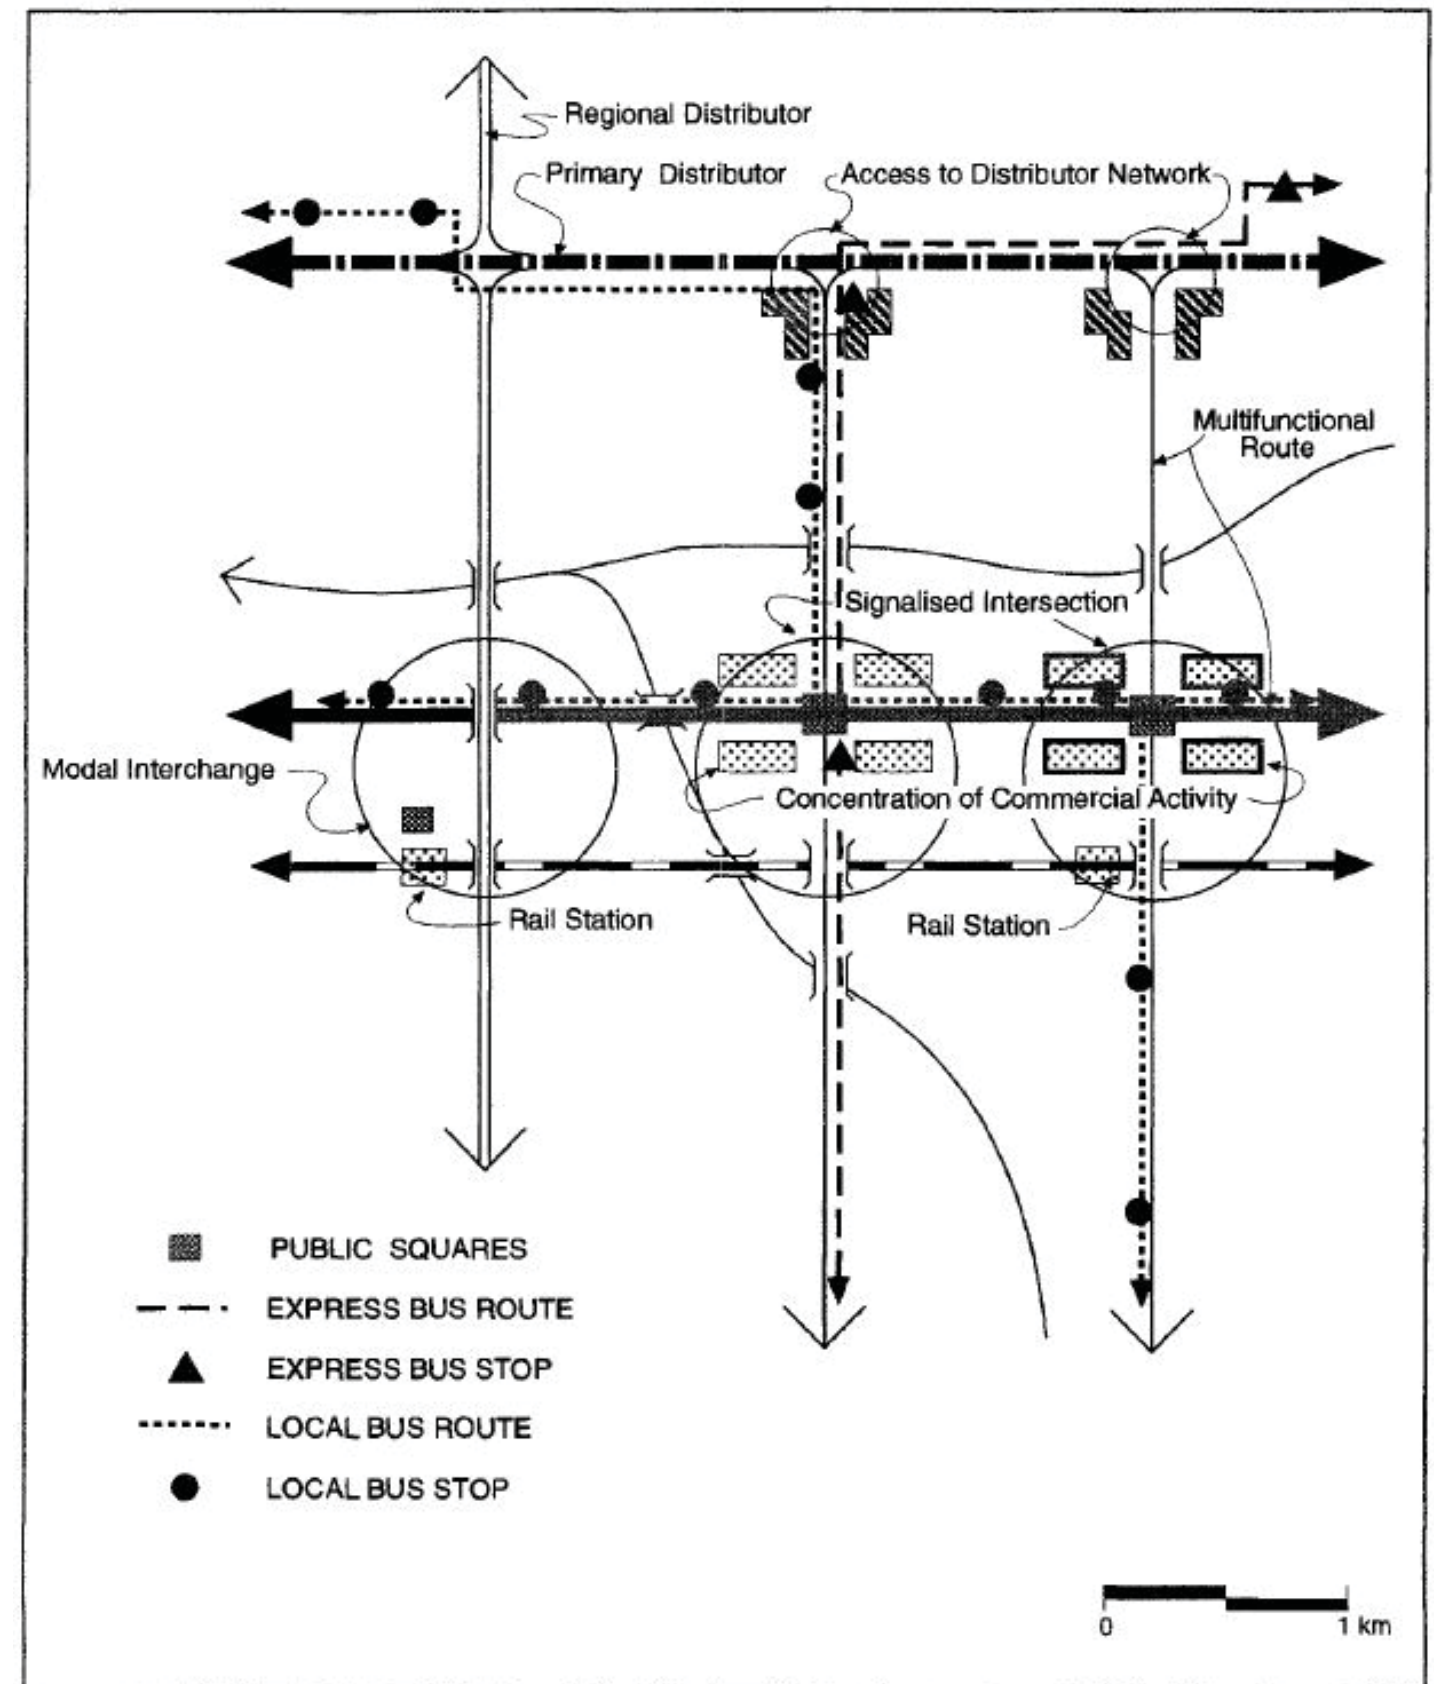 Regional Distributor
Primary Distributor
Access to Distributor Network
Multifunctional
Route
Signalised Intersection
Modal Interchange
Concentration of Commercial Activity
Rail Station
Rail Station
PUBLIC SQUARES
EXPRESS BUS ROUTE
EXPRESS BUS STOP
LOCAL BUS ROUTE
LOCAL BUS STOP
0 1 km